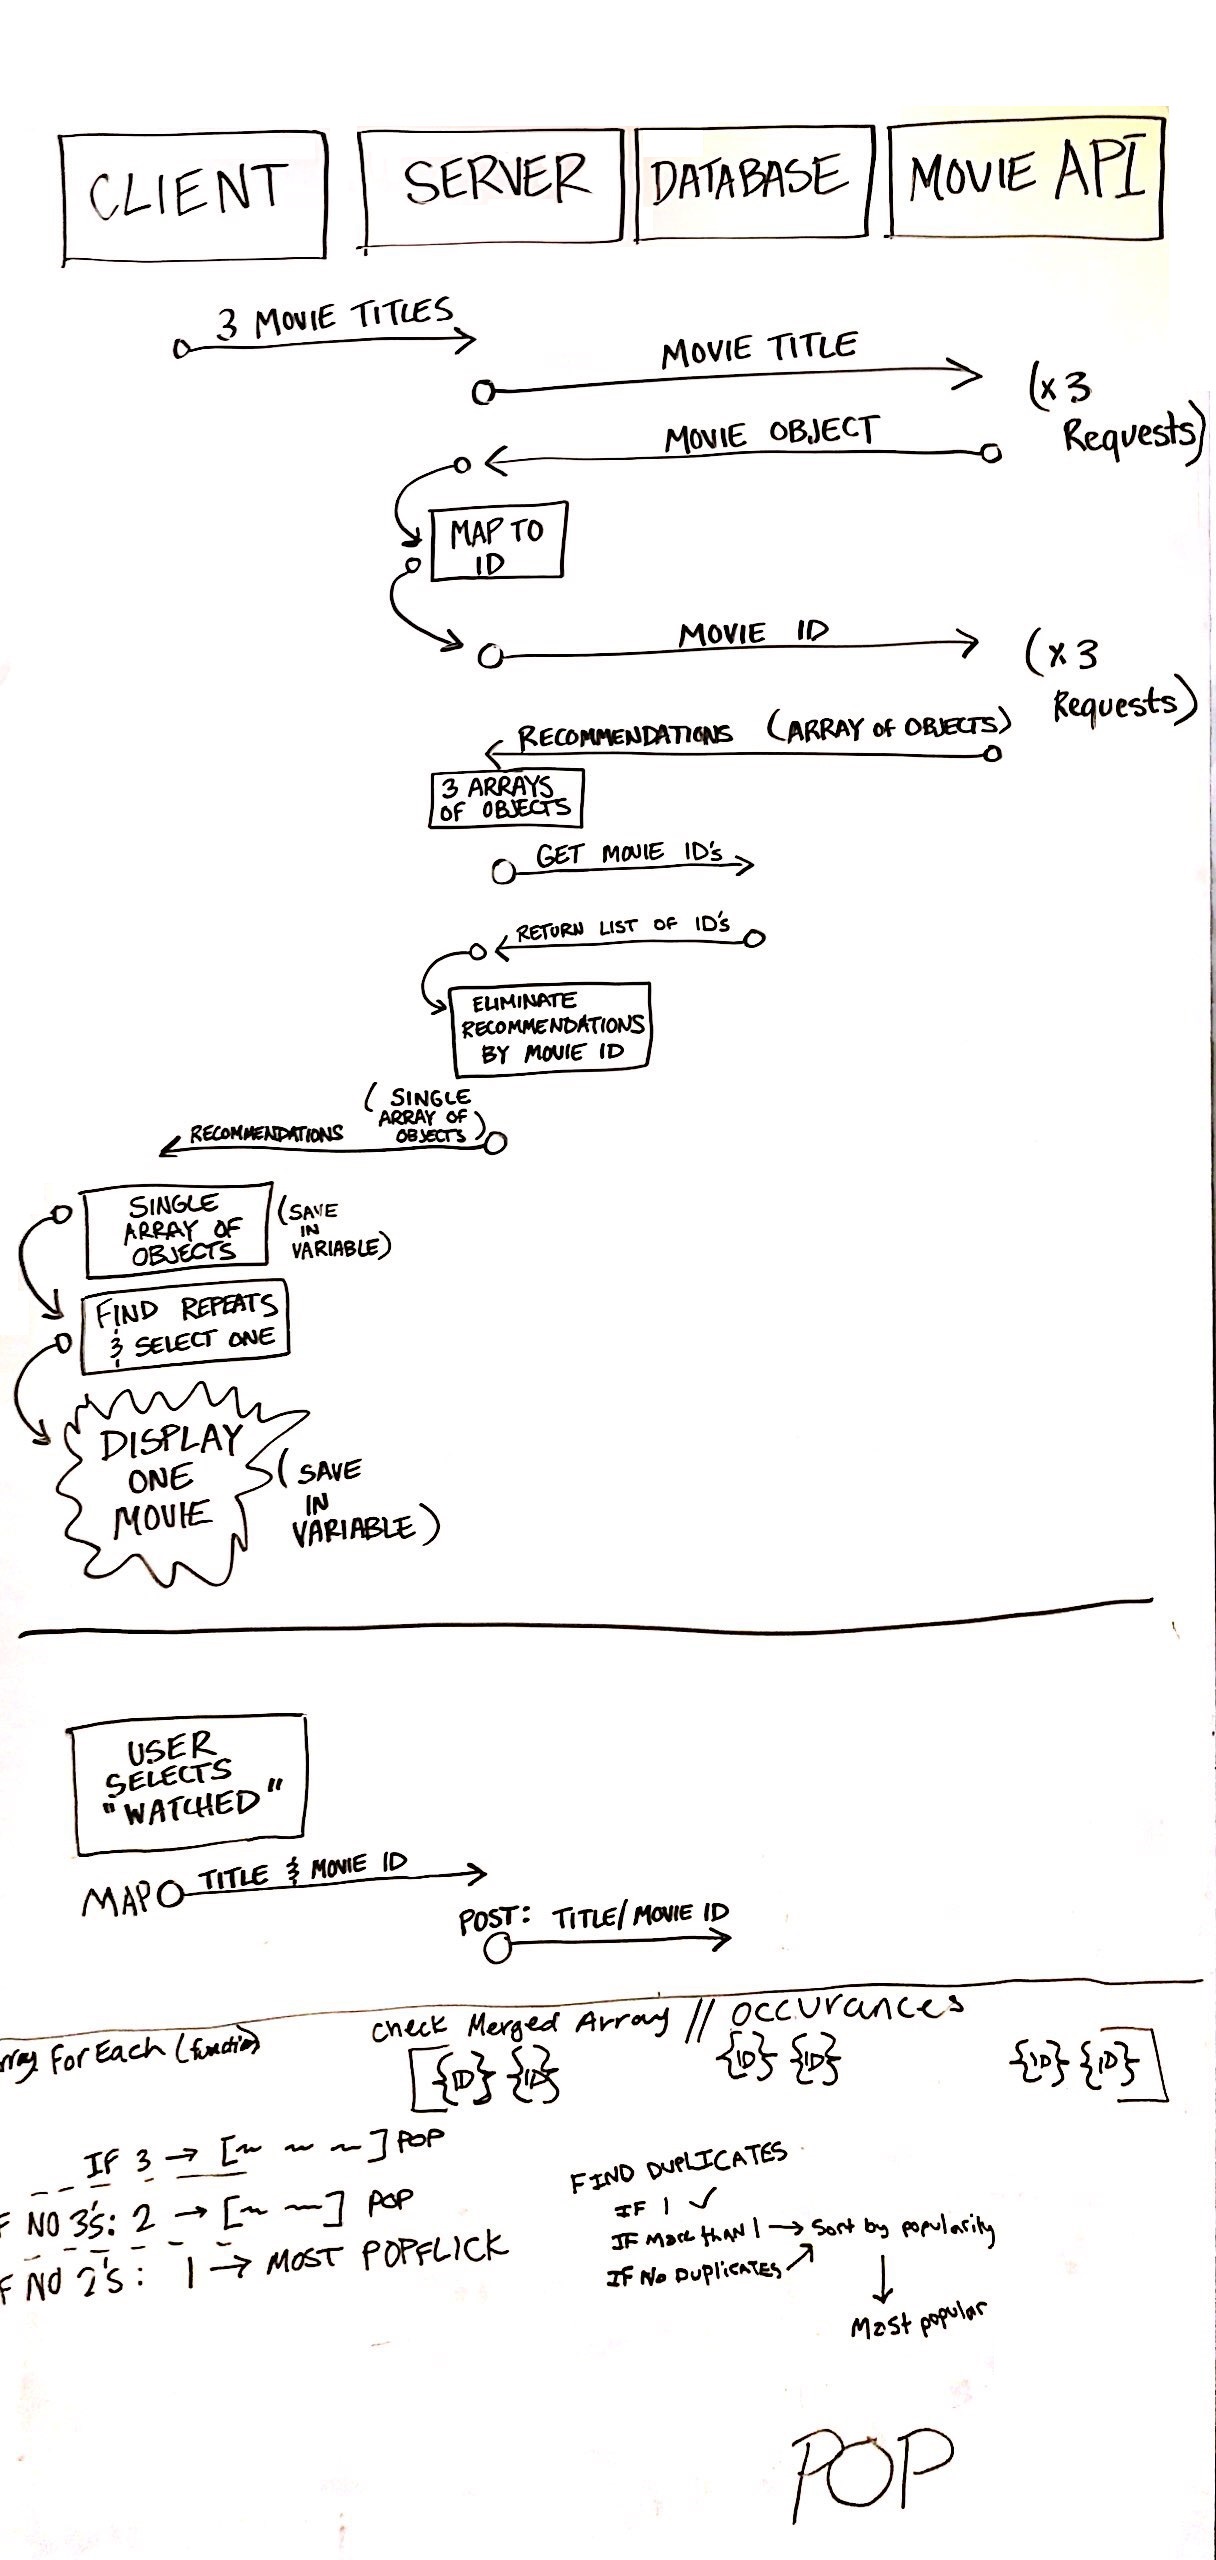 CLIENT
SERVER
DATABASE
MOVIE API
3 MOVIE TITLES
MOVIE TITLE
(x 3
Requests)
MOVIE OBJECT
MAP TO
ID
MOVIE ID
(x 3
Requests)
RECOMMENDATIONS (ARRAY OF OBJECTS)
3 ARRAYS
OF OBJECTS
GET MOVIE ID's
RETURN LIST OF ID's
ELIMINATE
RECOMMENDATIONS
BY MOVIE ID
(SINGLE
ARRAY OF
OBJECTS)
RECOMMENDATIONS
SINGLE
ARRAY OF
OBJECTS
(SAVE
IN
VARIABLE)
FIND REPEATS
& SELECT ONE
DISPLAY
ONE
MOVIE
(SAVE
IN
VARIABLE)
USER
SELECTS
"WATCHED"
MAP
TITLE & MOVIE ID
POST: TITLE/MOVIE ID
check Merged Array // occurances
rray ForEach (function)
[{ID} {ID}
{ID} {ID}
{ID} {ID}]
IF 3 → [~ ~ ~] POP
F NO 3's: 2 → [~ ~] POP
F NO 2's: 1 → MOST POPFLICK
FIND DUPLICATES
IF 1 ✓
IF More than 1 → Sort by popularity
IF No Duplicates ↗
↓
Most popular
POP